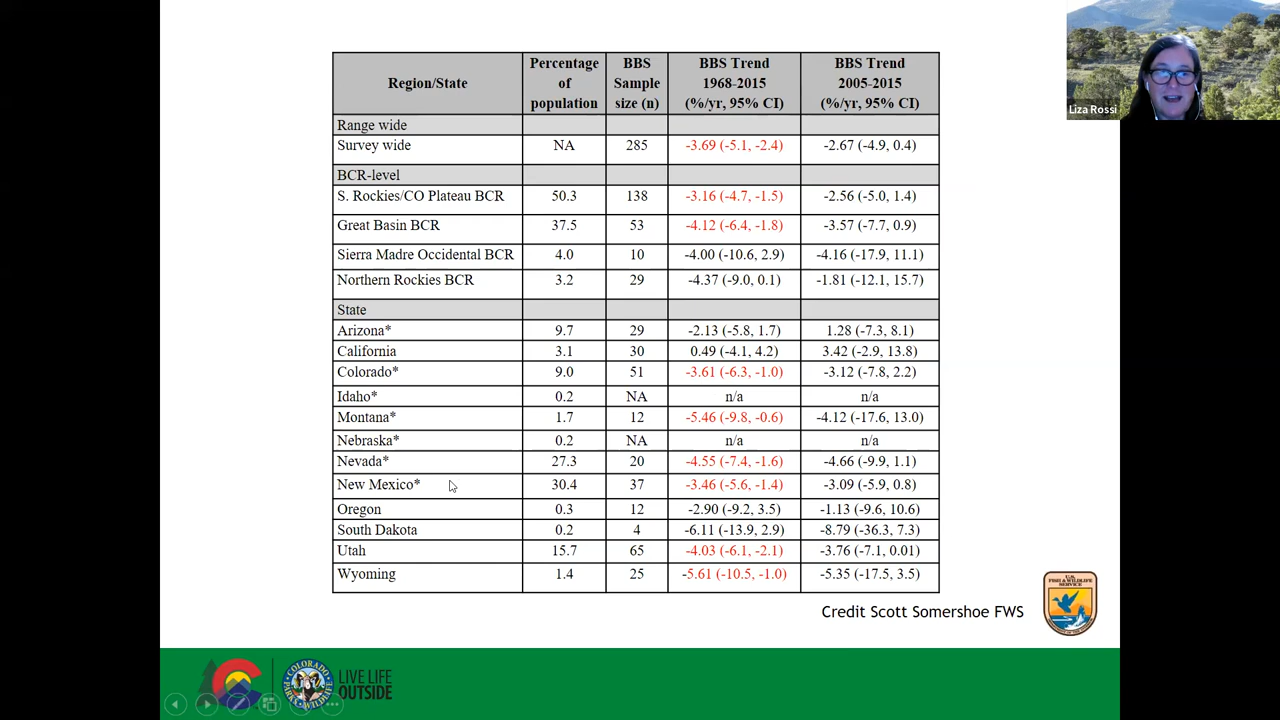 Region/State Percentage of population BBS Sample size (n) BBS Trend 1968-2015 (%/yr, 95% CI) BBS Trend 2005-2015 (%/yr, 95% CI)
Range wide
Survey wide NA 285 -3.69 (-5.1, -2.4) -2.67 (-4.9, 0.4)
BCR-level
S. Rockies/CO Plateau BCR 50.3 138 -3.16 (-4.7, -1.5) -2.56 (-5.0, 1.4)
Great Basin BCR 37.5 53 -4.12 (-6.4, -1.8) -3.57 (-7.7, 0.9)
Sierra Madre Occidental BCR 4.0 10 -4.00 (-10.6, 2.9) -4.16 (-17.9, 11.1)
Northern Rockies BCR 3.2 29 -4.37 (-9.0, 0.1) -1.81 (-12.1, 15.7)
State
Arizona* 9.7 29 -2.13 (-5.8, 1.7) 1.28 (-7.3, 8.1)
California 3.1 30 0.49 (-4.1, 4.2) 3.42 (-2.9, 13.8)
Colorado* 9.0 51 -3.61 (-6.3, -1.0) -3.12 (-7.8, 2.2)
Idaho* 0.2 NA n/a n/a
Montana* 1.7 12 -5.46 (-9.8, -0.6) -4.12 (-17.6, 13.0)
Nebraska* 0.2 NA n/a n/a
Nevada* 27.3 20 -4.55 (-7.4, -1.6) -4.66 (-9.9, 1.1)
New Mexico* 30.4 37 -3.46 (-5.6, -1.4) -3.09 (-5.9, 0.8)
Oregon 0.3 12 -2.90 (-9.2, 3.5) -1.13 (-9.6, 10.6)
South Dakota 0.2 4 -6.11 (-13.9, 2.9) -8.79 (-36.3, 7.3)
Utah 15.7 65 -4.03 (-6.1, -2.1) -3.76 (-7.1, 0.01)
Wyoming 1.4 25 -5.61 (-10.5, -1.0) -5.35 (-17.5, 3.5)
Liza Rossi
Credit Scott Somershoe FWS
U.S.
FISH & WILDLIFE
SERVICE
COLORADO
PARKS WILDLIFE
LIVE LIFE
OUTSIDE